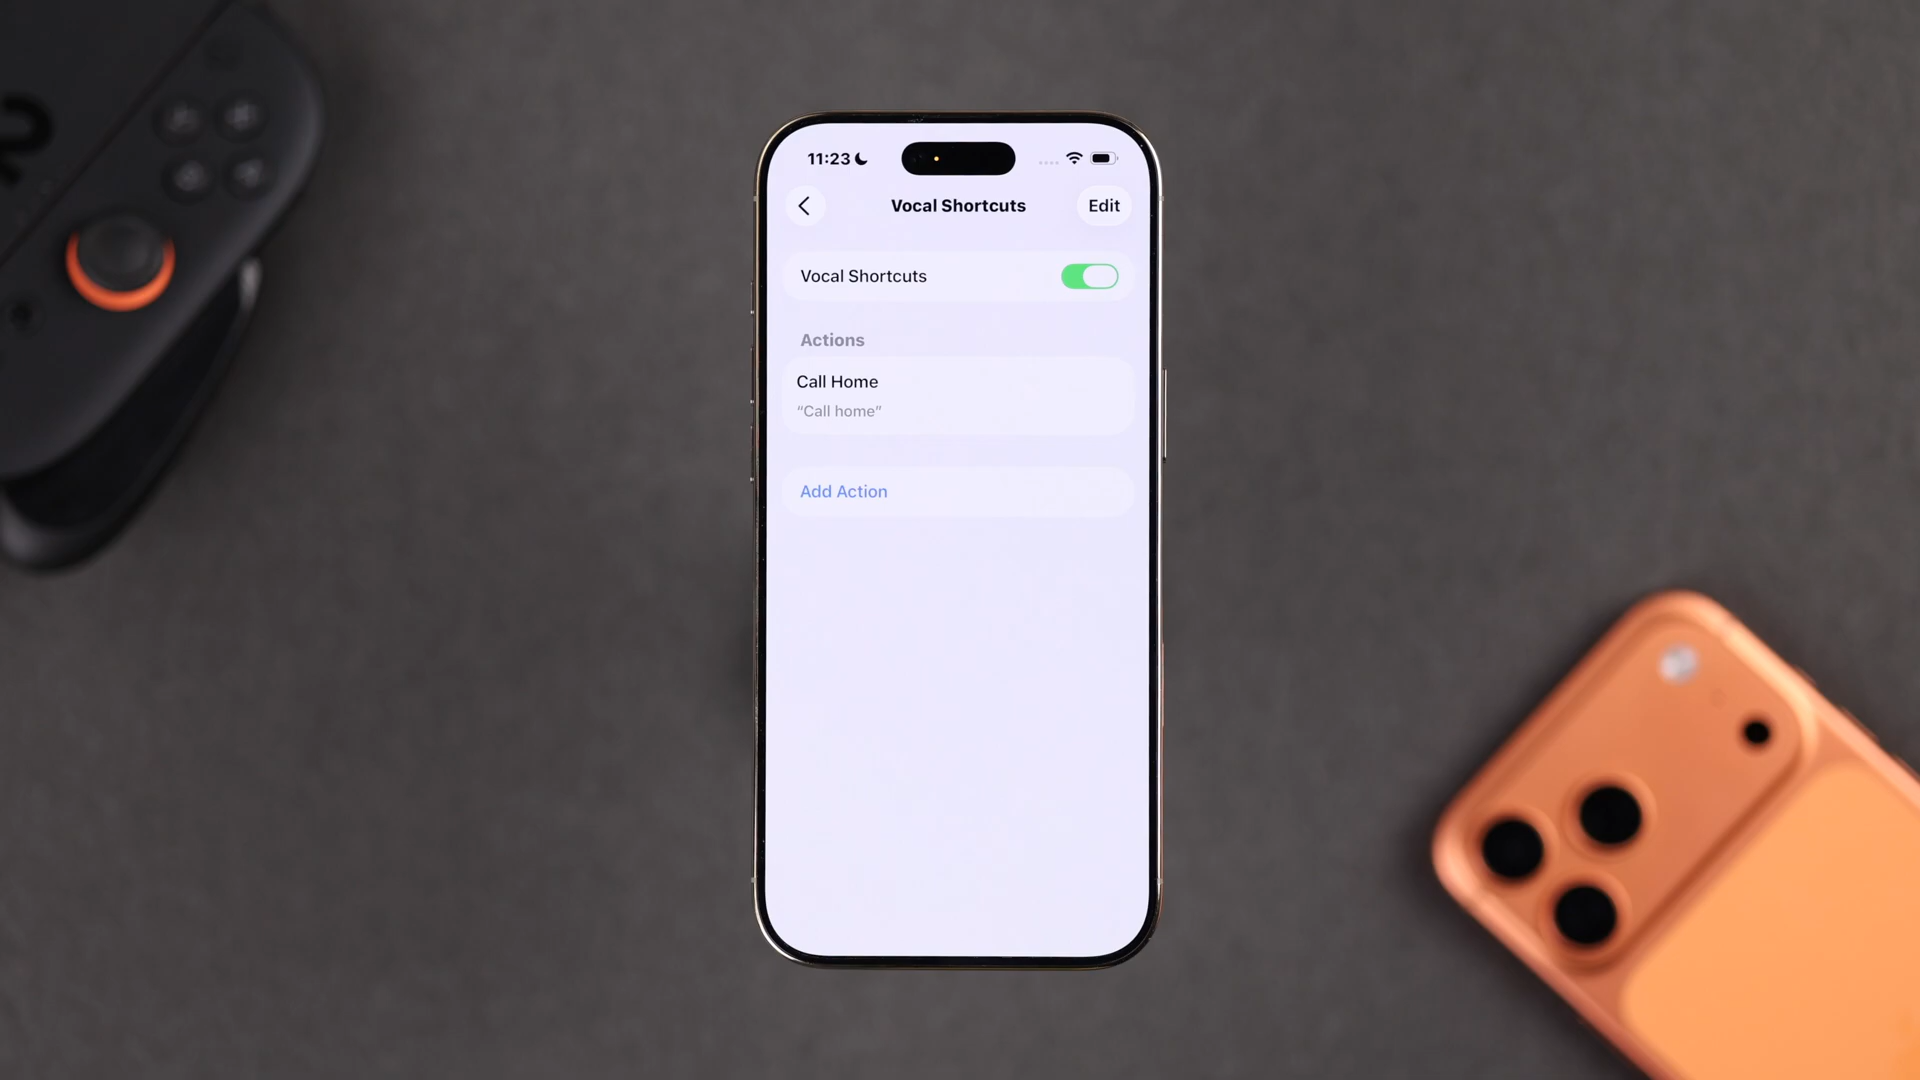 11:23
Vocal Shortcuts
Edit
Vocal Shortcuts
Actions
Call Home
“Call home”
Add Action